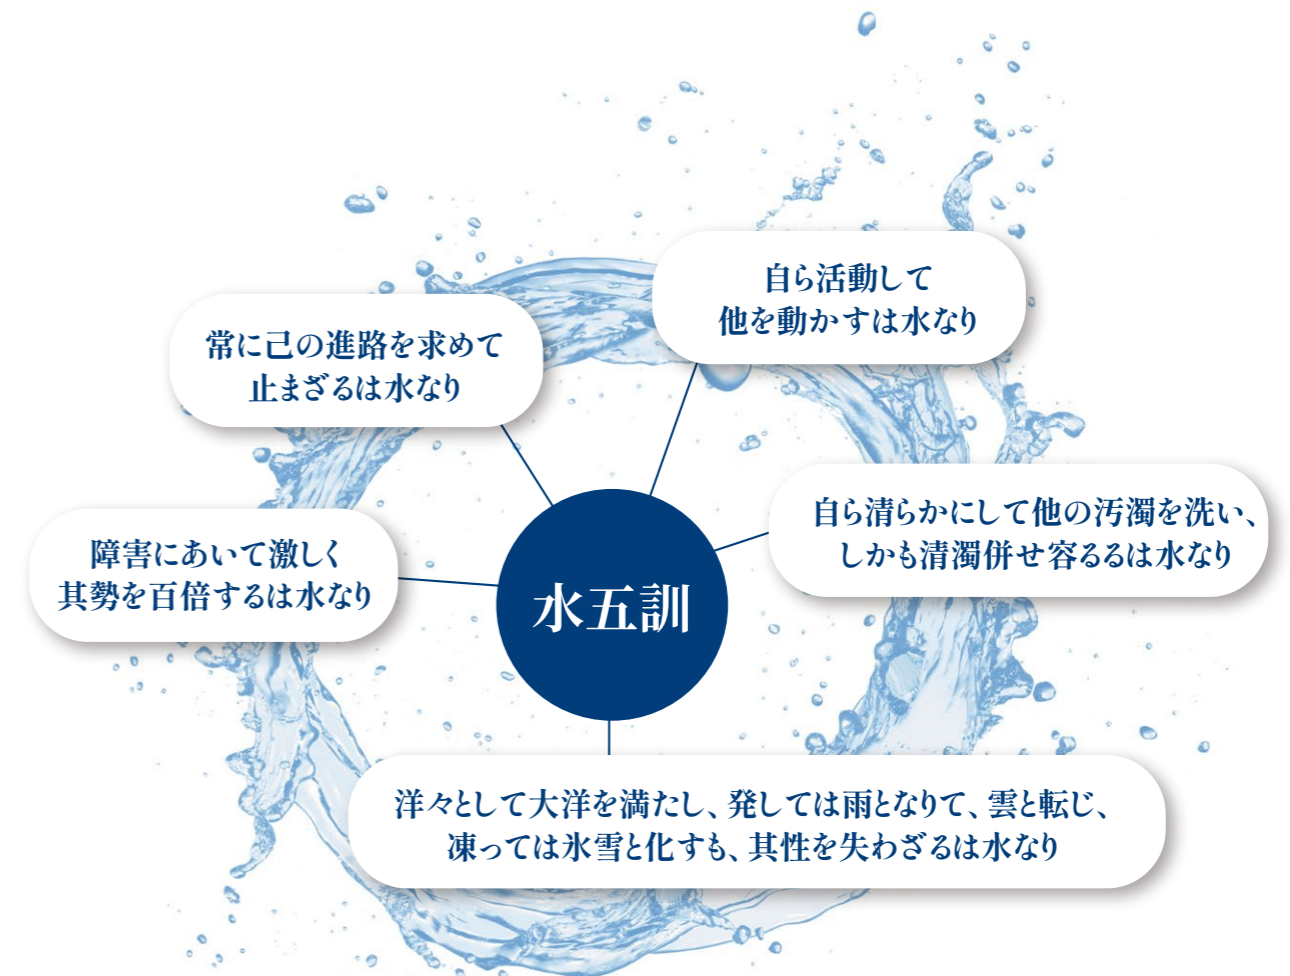 自ら活動して
他を動かすは水なり
常に己の進路を求めて
止まざるは水なり
自ら清らかにして他の汚濁を洗い、
しかも清濁併せ容るるは水なり
障害にあいて激しく
其勢を百倍するは水なり
水五訓
洋々として大洋を満たし、発しては雨となりて、雲と転じ、
凍っては氷雪と化すも、其性を失わざるは水なり